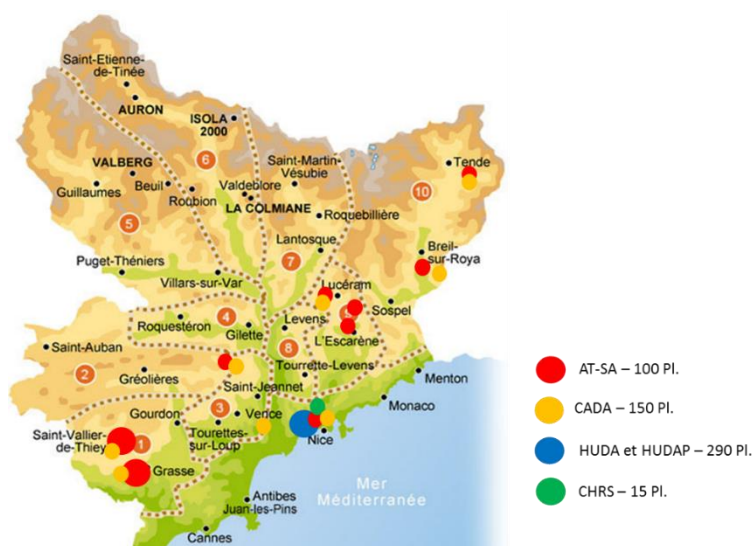 Saint-Etienne-
de-Tinée
AURON
ISOLA
2000
6
Saint-Martin-
Vésubie
Tende
VALBERG
10
Guillaumes
Beuil
Valdeblore
Roubion
LA COLMIANE
Roquebillière
5
Lantosque
Breil-
sur-Roya
7
Puget-Théniers
Villars-sur-Var
Lucéram
Sospel
4
Levens
9
Roquestéron
Gilette
L'Escarène
Saint-Auban
8
2
Gréolières
Tourrette-Levens
Menton
Saint-Jeannet
Monaco
3
Gourdon
Vence
Saint-Vallier-
de-Thiey
1
Tourettes-
sur-Loup
Nice
Grasse
Mer
Méditerranée
Antibes
Juan-les-Pins
Cannes
AT-SA – 100 Pl.
CADA – 150 Pl.
HUDA et HUDAP – 290 Pl.
CHRS – 15 Pl.